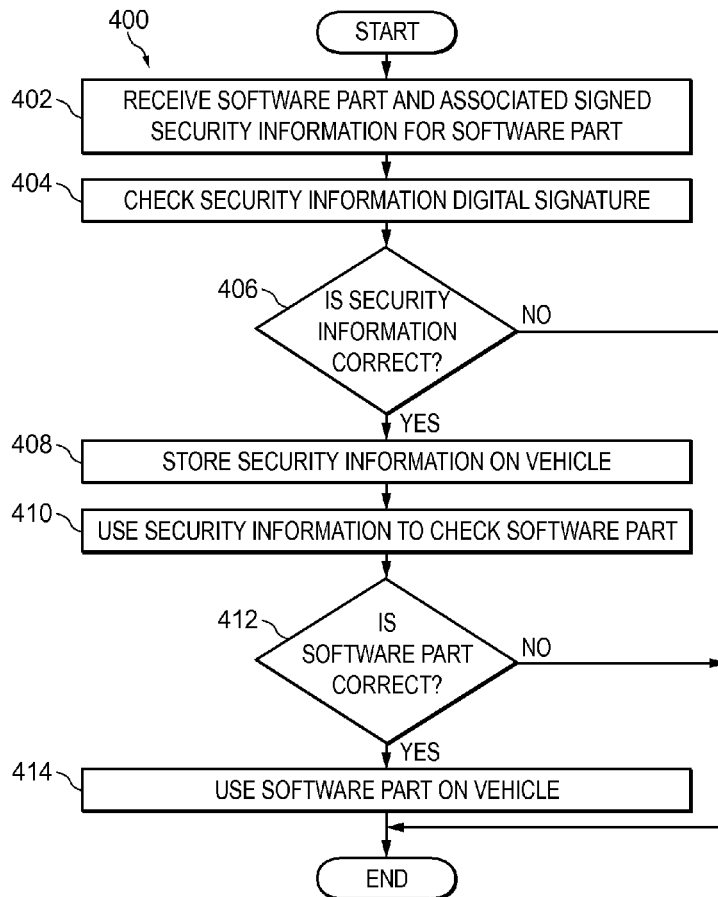 400
START
402
RECEIVE SOFTWARE PART AND ASSOCIATED SIGNED
SECURITY INFORMATION FOR SOFTWARE PART
404
CHECK SECURITY INFORMATION DIGITAL SIGNATURE
406
IS SECURITY
INFORMATION
CORRECT?
NO
YES
408
STORE SECURITY INFORMATION ON VEHICLE
410
USE SECURITY INFORMATION TO CHECK SOFTWARE PART
412
IS
SOFTWARE PART
CORRECT?
NO
YES
414
USE SOFTWARE PART ON VEHICLE
END